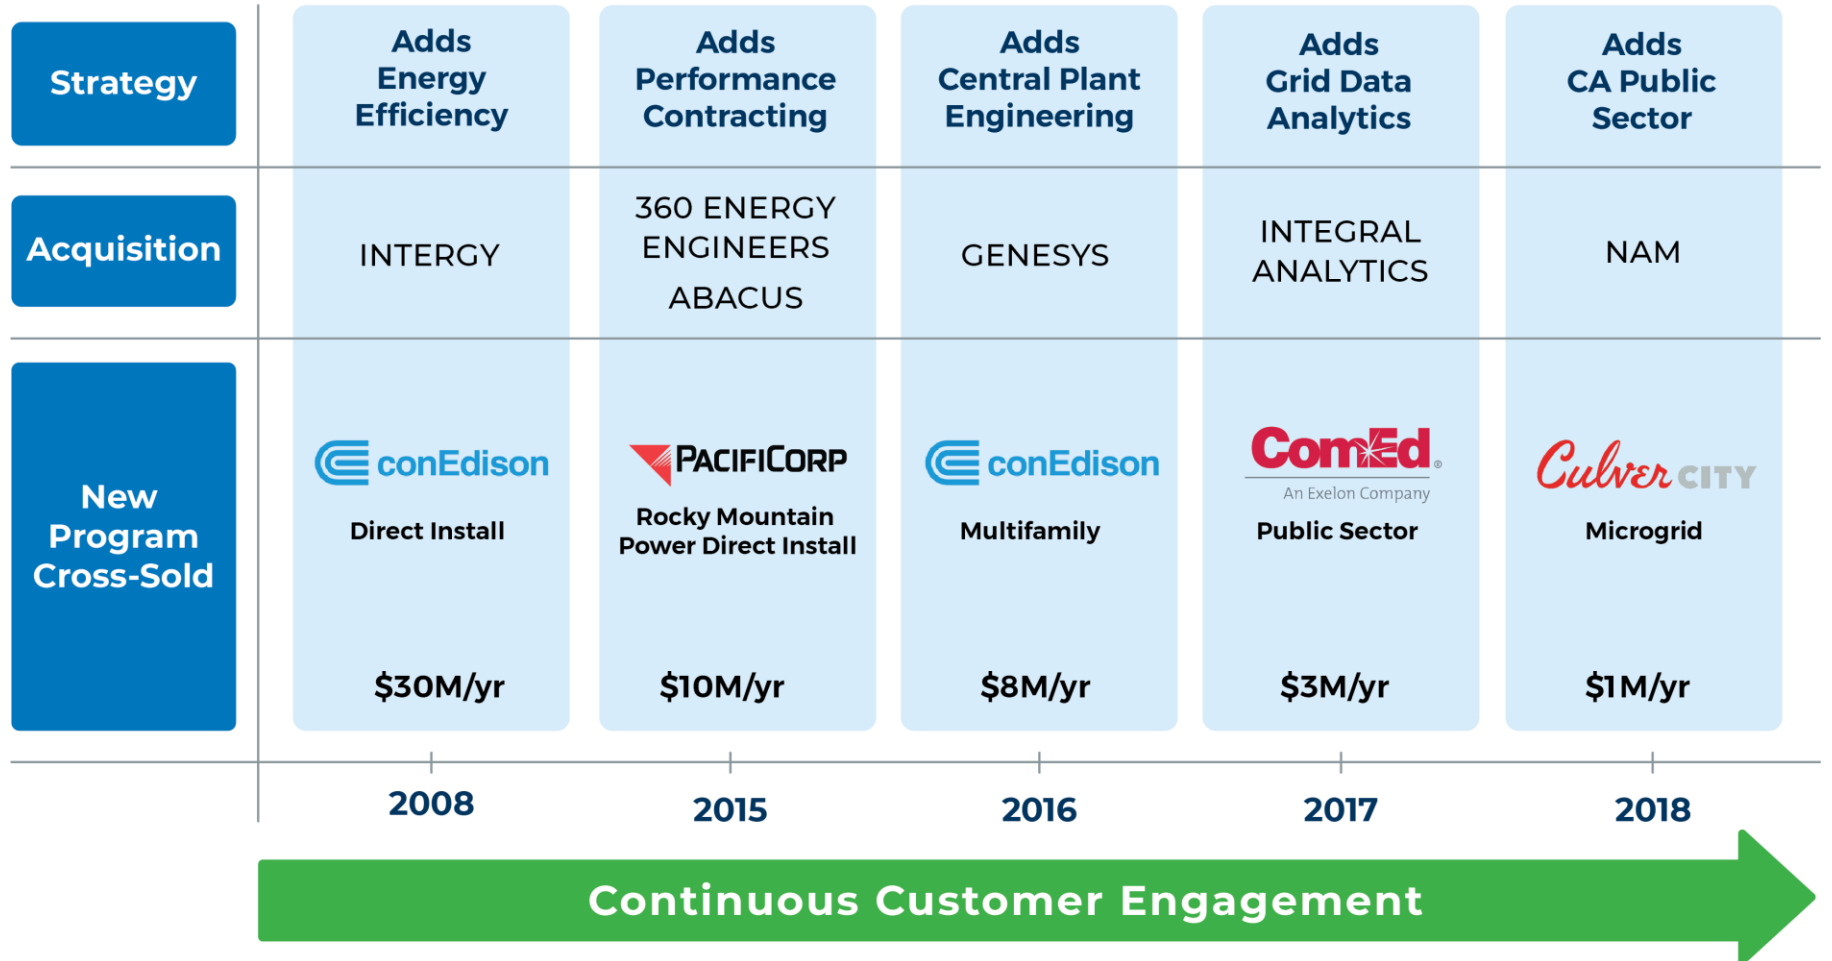 Strategy
Adds
Energy
Efficiency
Adds
Performance
Contracting
Adds
Central Plant
Engineering
Adds
Grid Data
Analytics
Adds
CA Public
Sector
Acquisition
INTERGY
360 ENERGY
ENGINEERS
ABACUS
GENESYS
INTEGRAL
ANALYTICS
NAM
New
Program
Cross-Sold
conEdison
Direct Install
$30M/yr
PACIFICORP
Rocky Mountain
Power Direct Install
$10M/yr
conEdison
Multifamily
$8M/yr
ComEd®
An Exelon Company
Public Sector
$3M/yr
Culver CITY
Microgrid
$1M/yr
2008
2015
2016
2017
2018
Continuous Customer Engagement